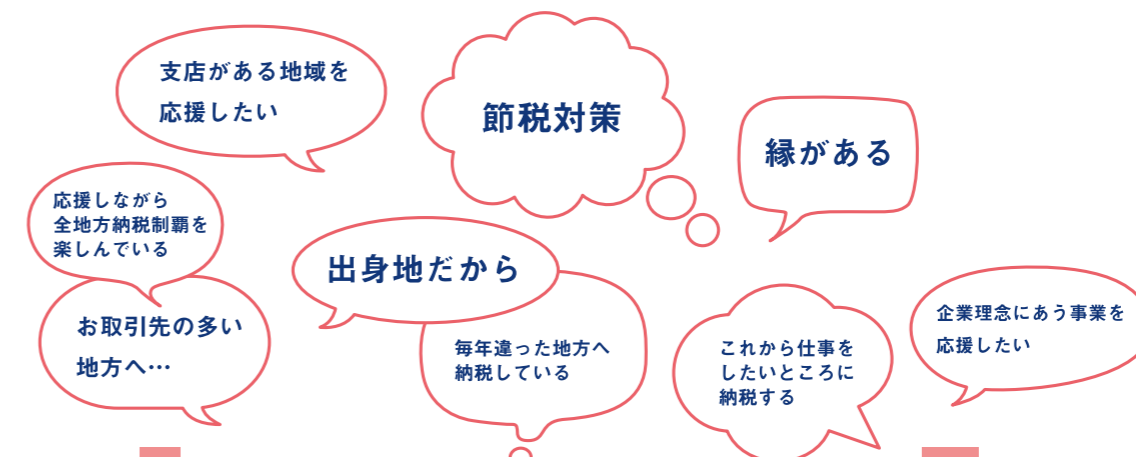 支店がある地域を
応援したい
節税対策
縁がある
応援しながら
全地方納税制覇を
楽しんでいる
出身地だから
お取引先の多い
地方へ…
毎年違った地方へ
納税している
これから仕事を
したいところに
納税する
企業理念にあう事業を
応援したい